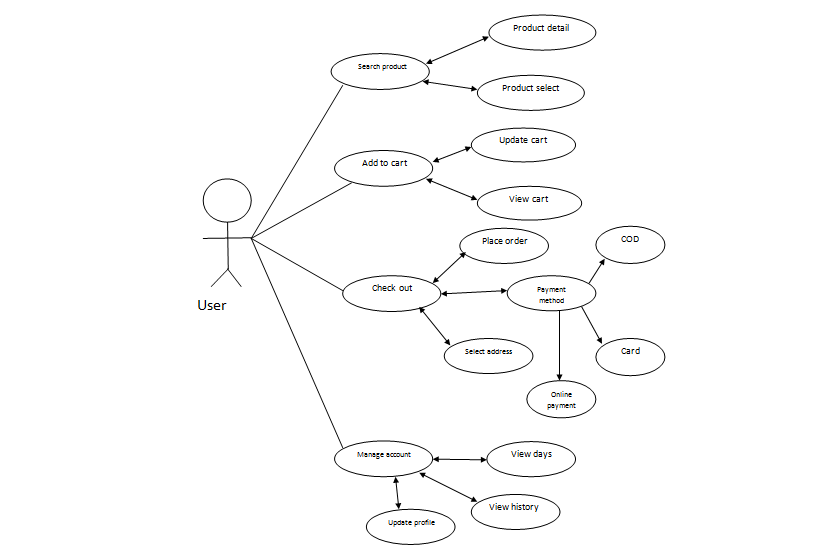 Product detail
Search product
Product select
Update cart
Add to cart
View cart
Place order
COD
Check out
Payment
method
User
Select address
Card
Online
payment
Manage account
View days
View history
Update profile